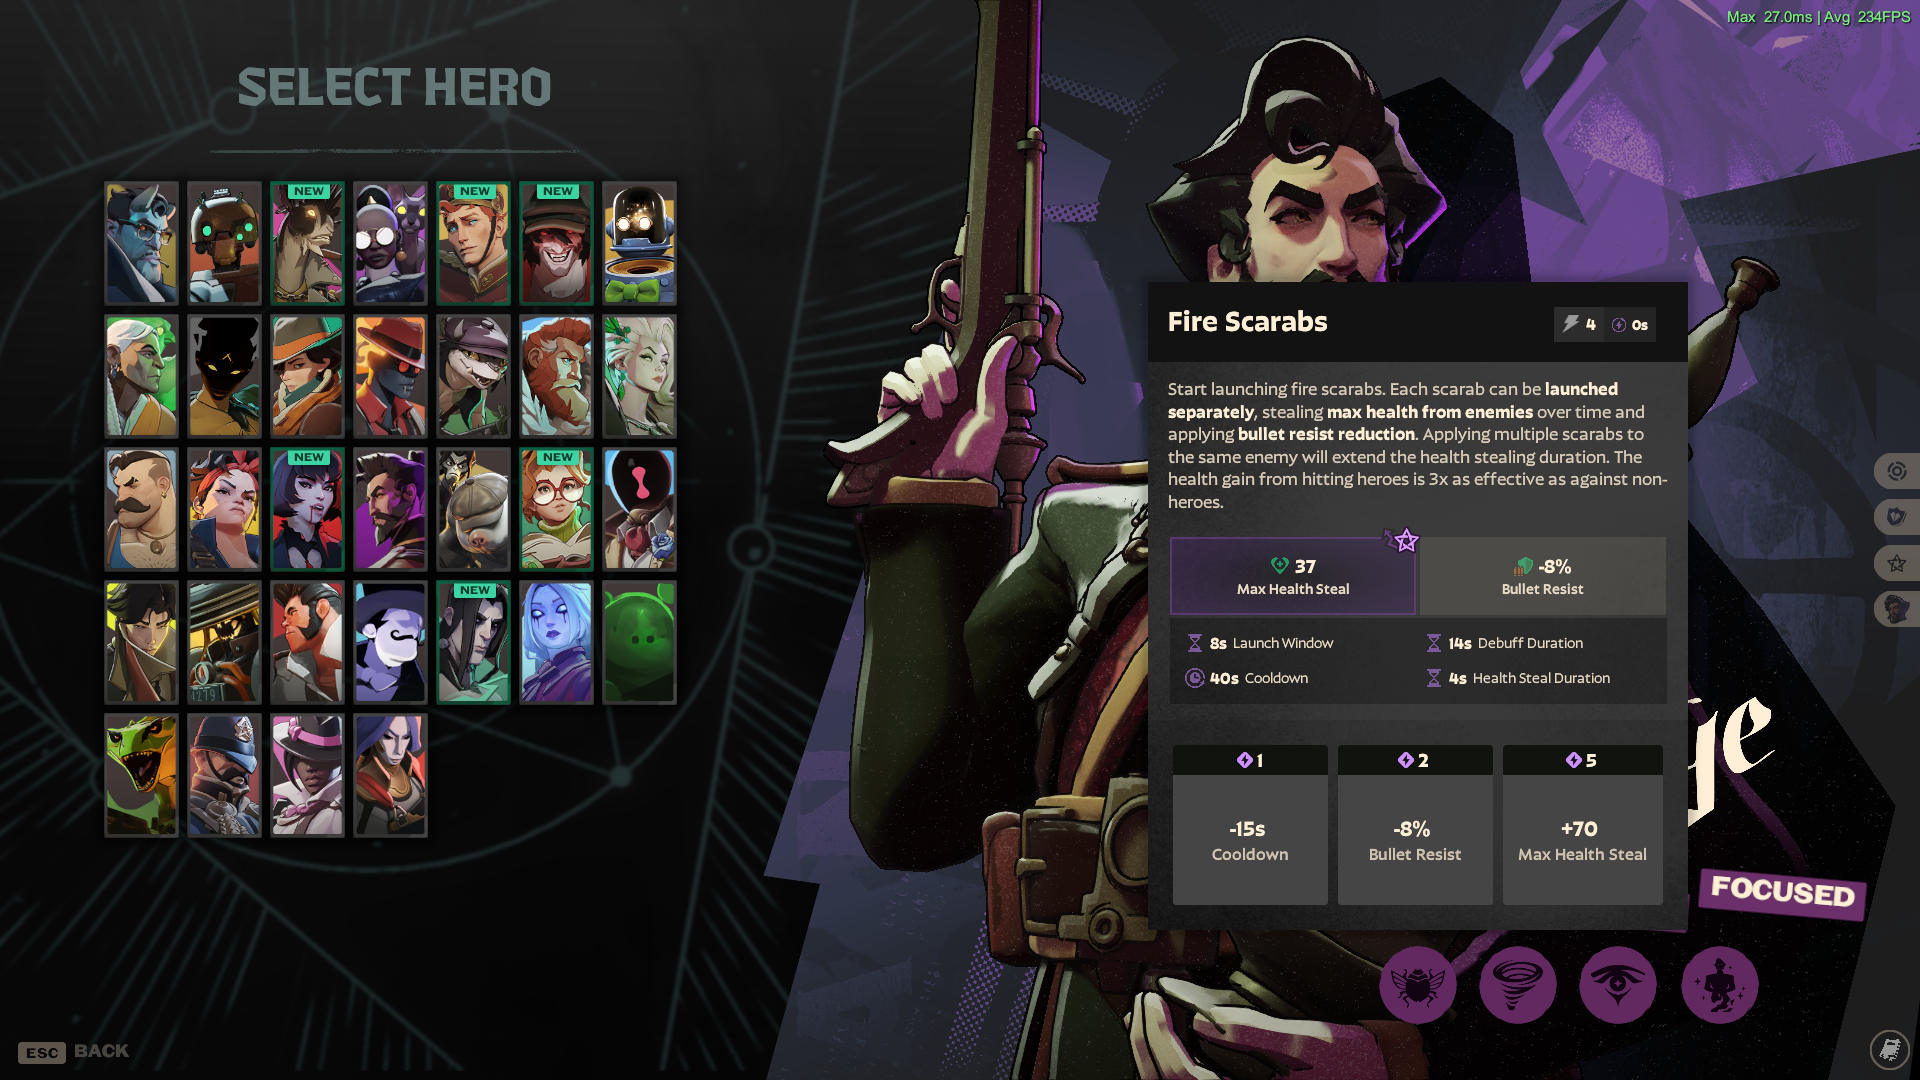 Max 27.0ms | Avg 234FPS
SELECT HERO
NEW
NEW
NEW
Fire Scarabs
4
0s
Start launching fire scarabs. Each scarab can be launched
separately, stealing max health from enemies over time and
applying bullet resist reduction. Applying multiple scarabs to
the same enemy will extend the health stealing duration. The
health gain from hitting heroes is 3x as effective as against non-
heroes.
NEW
NEW
37
Max Health Steal
-8%
Bullet Resist
NEW
8s Launch Window
14s Debuff Duration
40s Cooldown
4s Health Steal Duration
4279
1
2
5
-15s
Cooldown
-8%
Bullet Resist
+70
Max Health Steal
ge
FOCUSED
ESC BACK